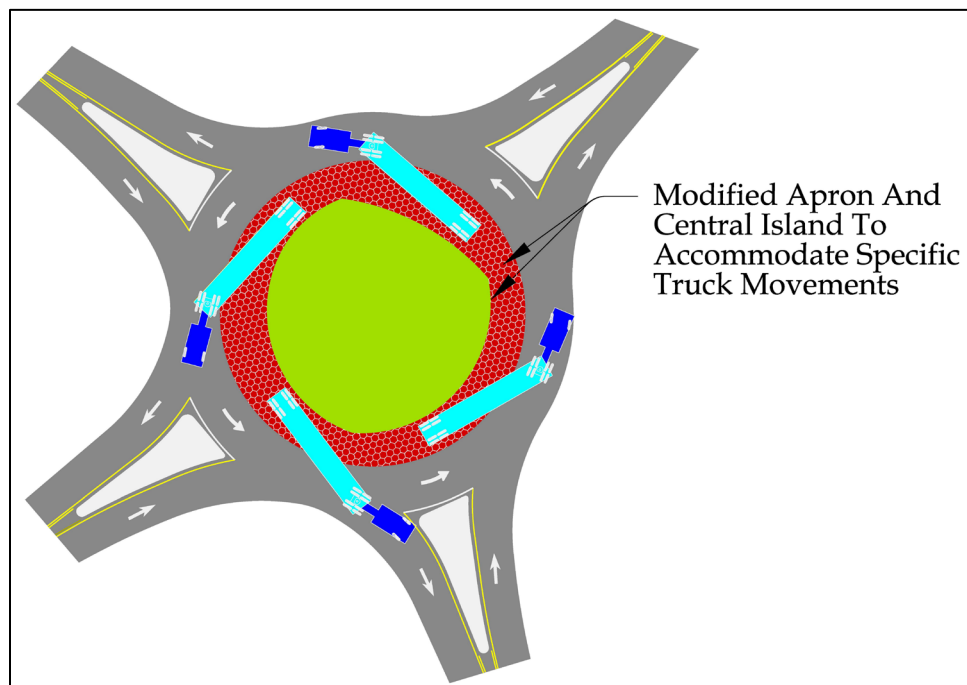 Modified Apron And
Central Island To
Accommodate Specific
Truck Movements